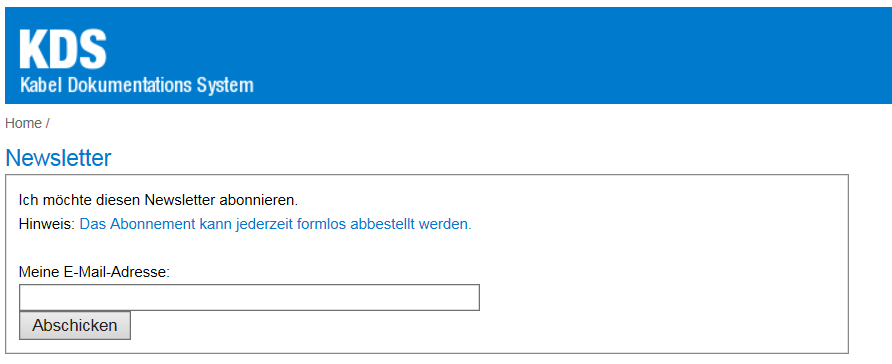 KDS
Kabel Dokumentations System
Home /
Newsletter
Ich möchte diesen Newsletter abonnieren.
Hinweis: Das Abonnement kann jederzeit formlos abbestellt werden.
Meine E-Mail-Adresse:
Abschicken